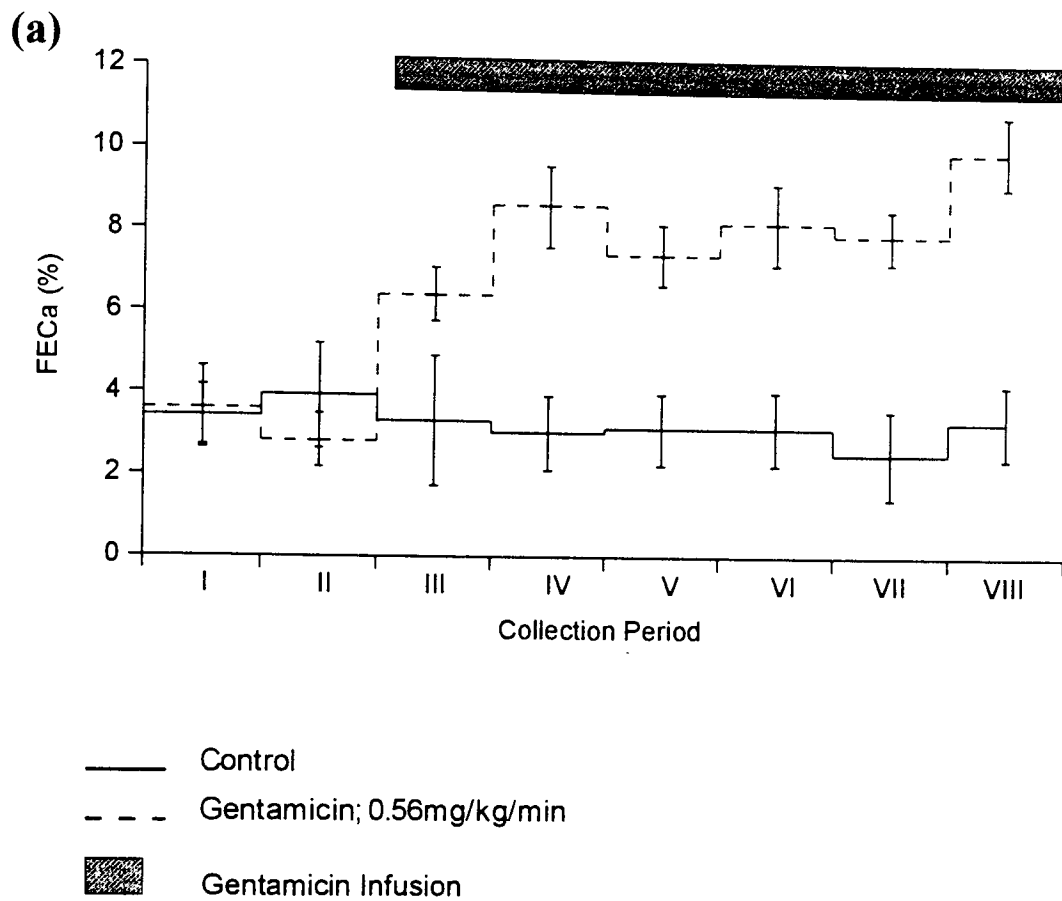 (a)
12
10
8
6
4
2
0
FECa (%)
I II III IV V VI VII VIII
Collection Period
Control
Gentamicin; 0.56mg/kg/min
Gentamicin Infusion